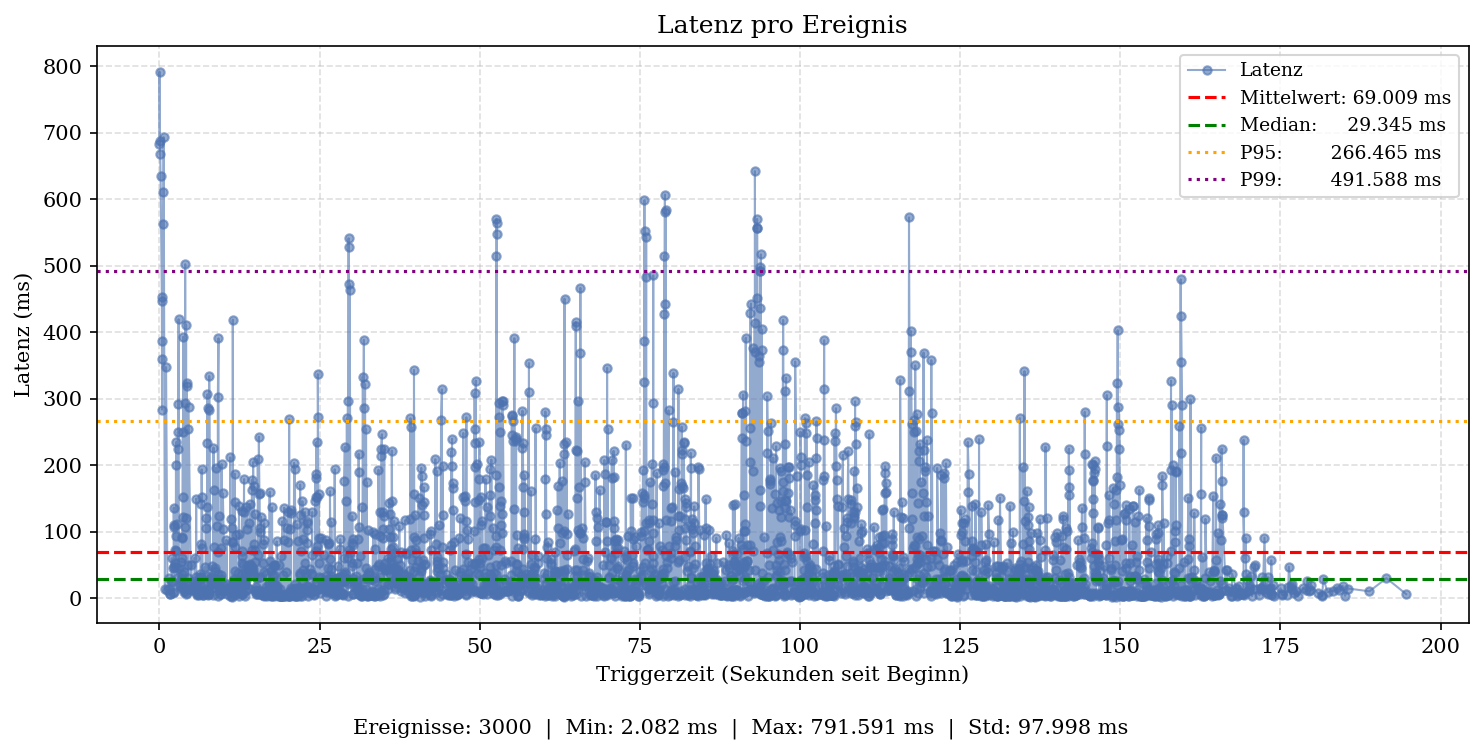 Latenz pro Ereignis
Latenz (ms)
800
700
600
500
400
300
200
100
0
Latenz
Mittelwert: 69.009 ms
Median: 29.345 ms
P95: 266.465 ms
P99: 491.588 ms
0 25 50 75 100 125 150 175 200
Triggerzeit (Sekunden seit Beginn)
Ereignisse: 3000 | Min: 2.082 ms | Max: 791.591 ms | Std: 97.998 ms